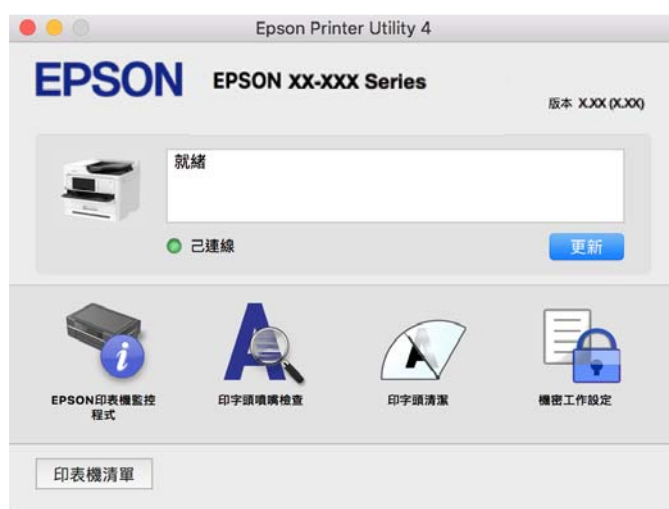 Epson Printer Utility 4
EPSON
EPSON XX-XXX Series
版本 X.XX (X.XX)
就緒
己連線
更新
EPSON印表機監控
程式
印字頭噴嘴檢查
印字頭清潔
機密工作設定
印表機清單